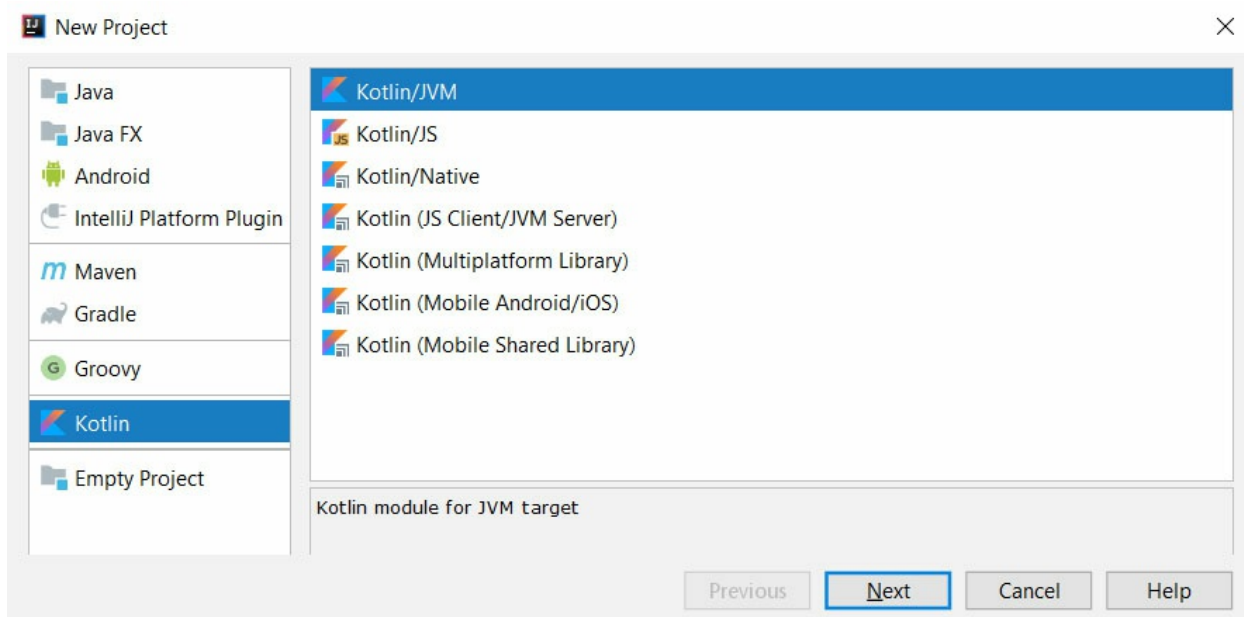 IJ New Project
Java
Java FX
Android
IntelliJ Platform Plugin
m Maven
Gradle
G Groovy
Kotlin
Empty Project
Kotlin/JVM
JS Kotlin/JS
Kotlin/Native
Kotlin (JS Client/JVM Server)
Kotlin (Multiplatform Library)
Kotlin (Mobile Android/iOS)
Kotlin (Mobile Shared Library)
Kotlin module for JVM target
Previous Next Cancel Help